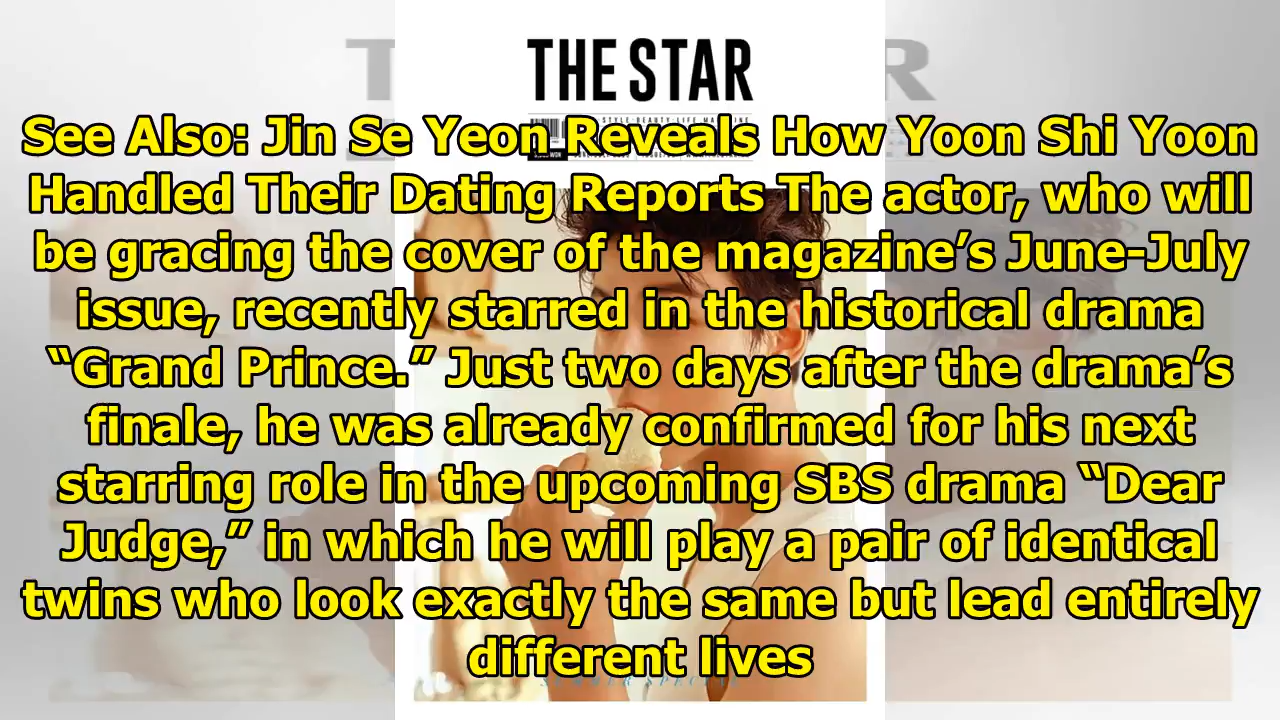 THE STAR
See Also: Jin Se Yeon Reveals How Yoon Shi Yoon
Handled Their Dating Reports The actor, who will
be gracing the cover of the magazine’s June-July
issue, recently starred in the historical drama
“Grand Prince.” Just two days after the drama’s
finale, he was already confirmed for his next
starring role in the upcoming SBS drama “Dear
Judge,” in which he will play a pair of identical
twins who look exactly the same but lead entirely
different lives